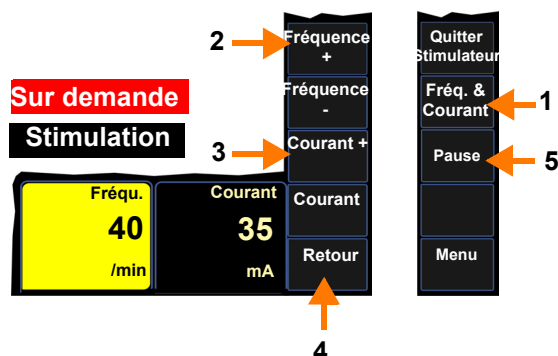 2
Fréquence
+
Fréquence
-
3
Courant +
Courant
Retour
4
Sur demande
Stimulation
Fréqu.
40
/min
Courant
35
mA
Quitter
Stimulateur
Fréq. &
Courant
1
Pause
5
Menu